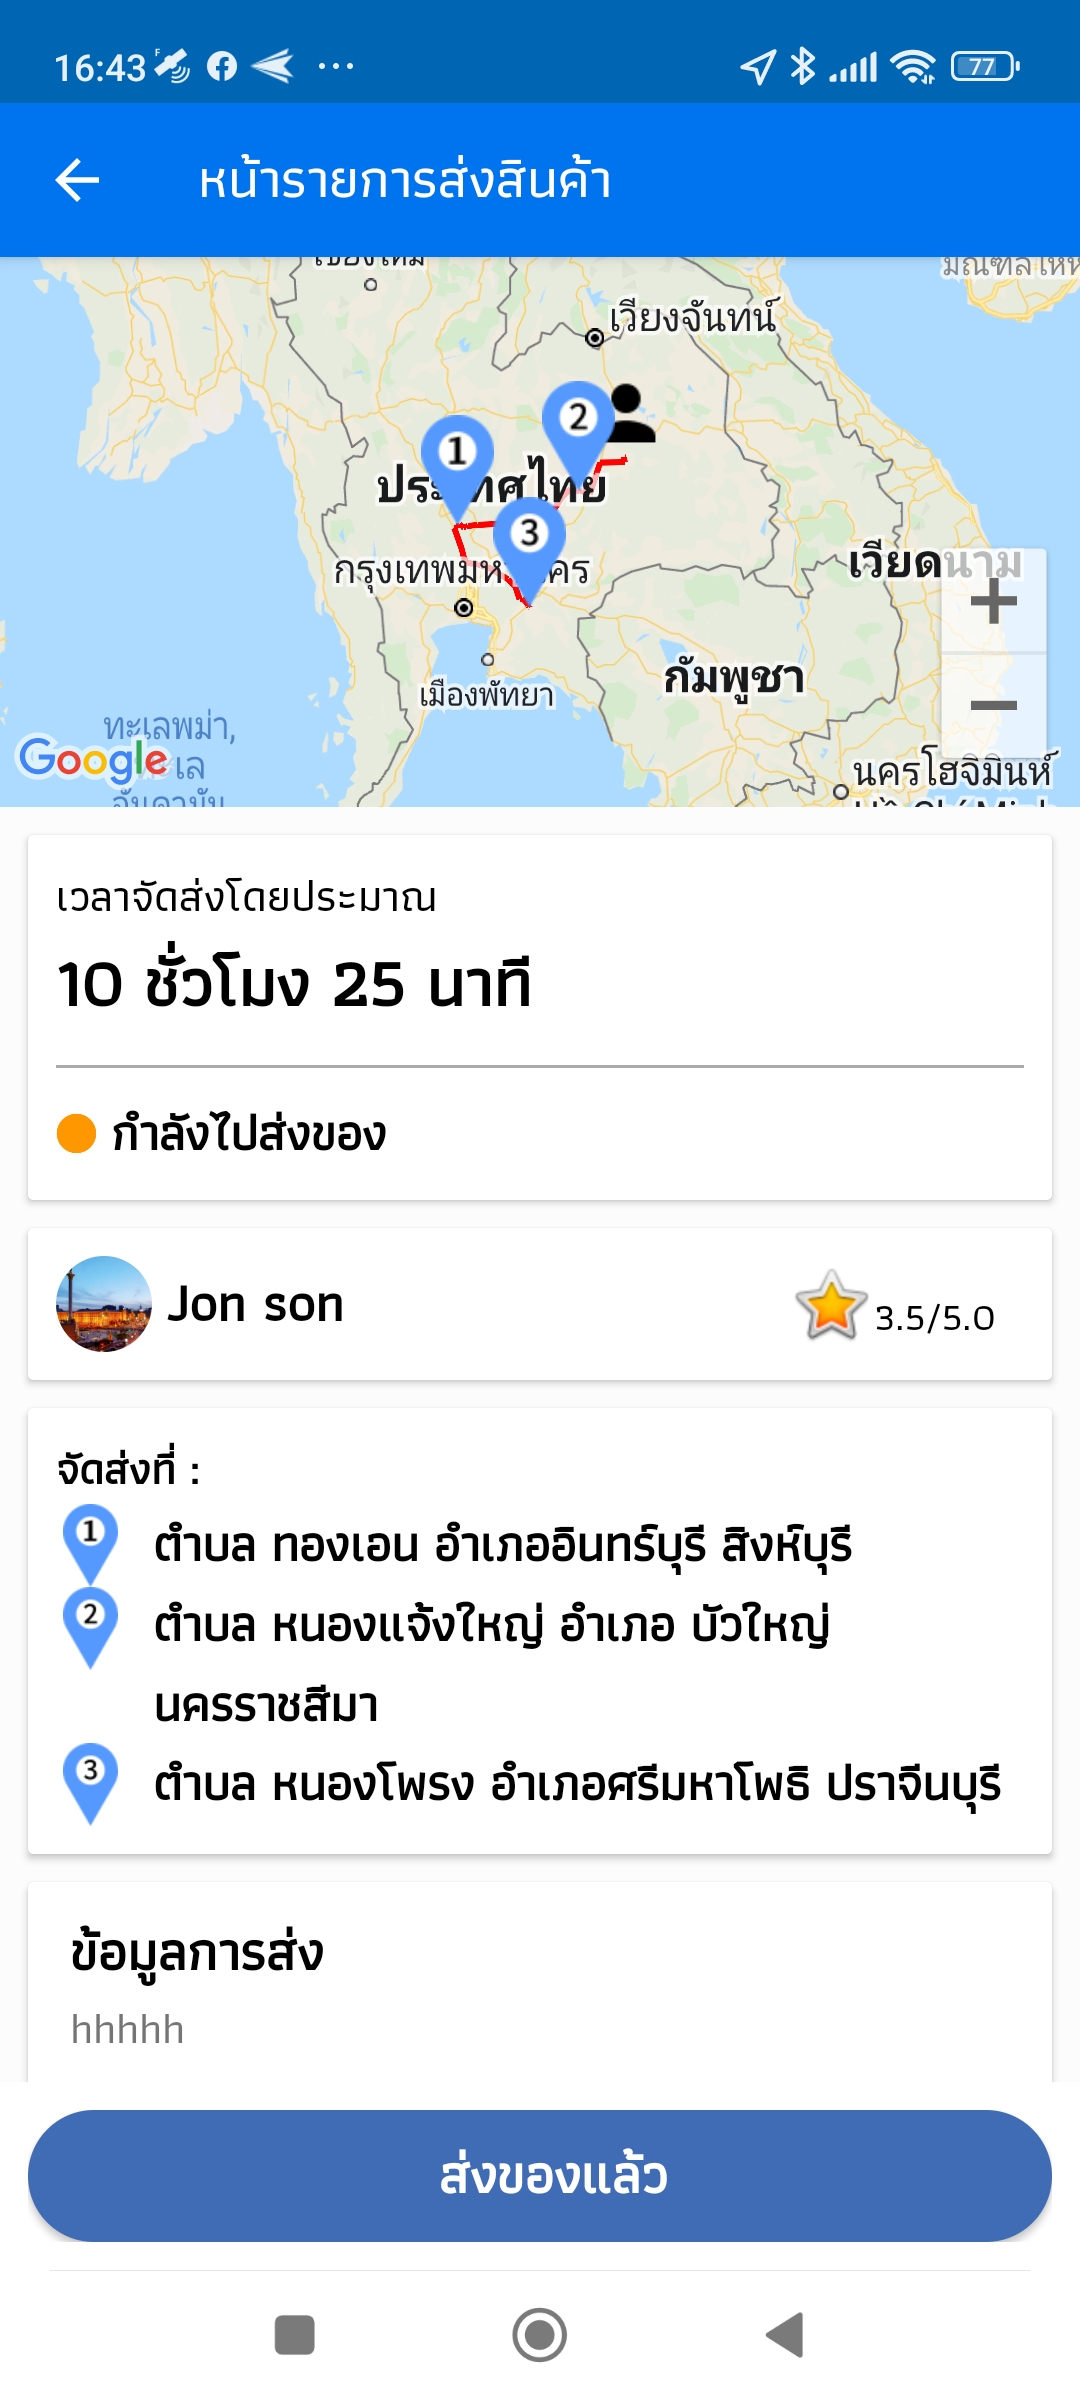 16:43
77
หน้ารายการส่งสินค้า
เวียงจันทน์
1
2
3
ประเทศไทย
เวียดนาม
กัมพูชา
เมืองพัทยา
ทะเลพม่า,
Google
นครโฮจิมินห์
เวลาจัดส่งโดยประมาณ
10 ชั่วโมง 25 นาที
กำลังไปส่งของ
Jon son
3.5/5.0
จัดส่งที่ :
1 ตำบล ทองเอน อำเภออินทร์บุรี สิงห์บุรี
2 ตำบล หนองแจ้งใหญ่ อำเภอ บัวใหญ่
นครราชสีมา
3 ตำบล หนองโพรง อำเภอศรีมหาโพธิ ปราจีนบุรี
ข้อมูลการส่ง
hhhhh
ส่งของแล้ว